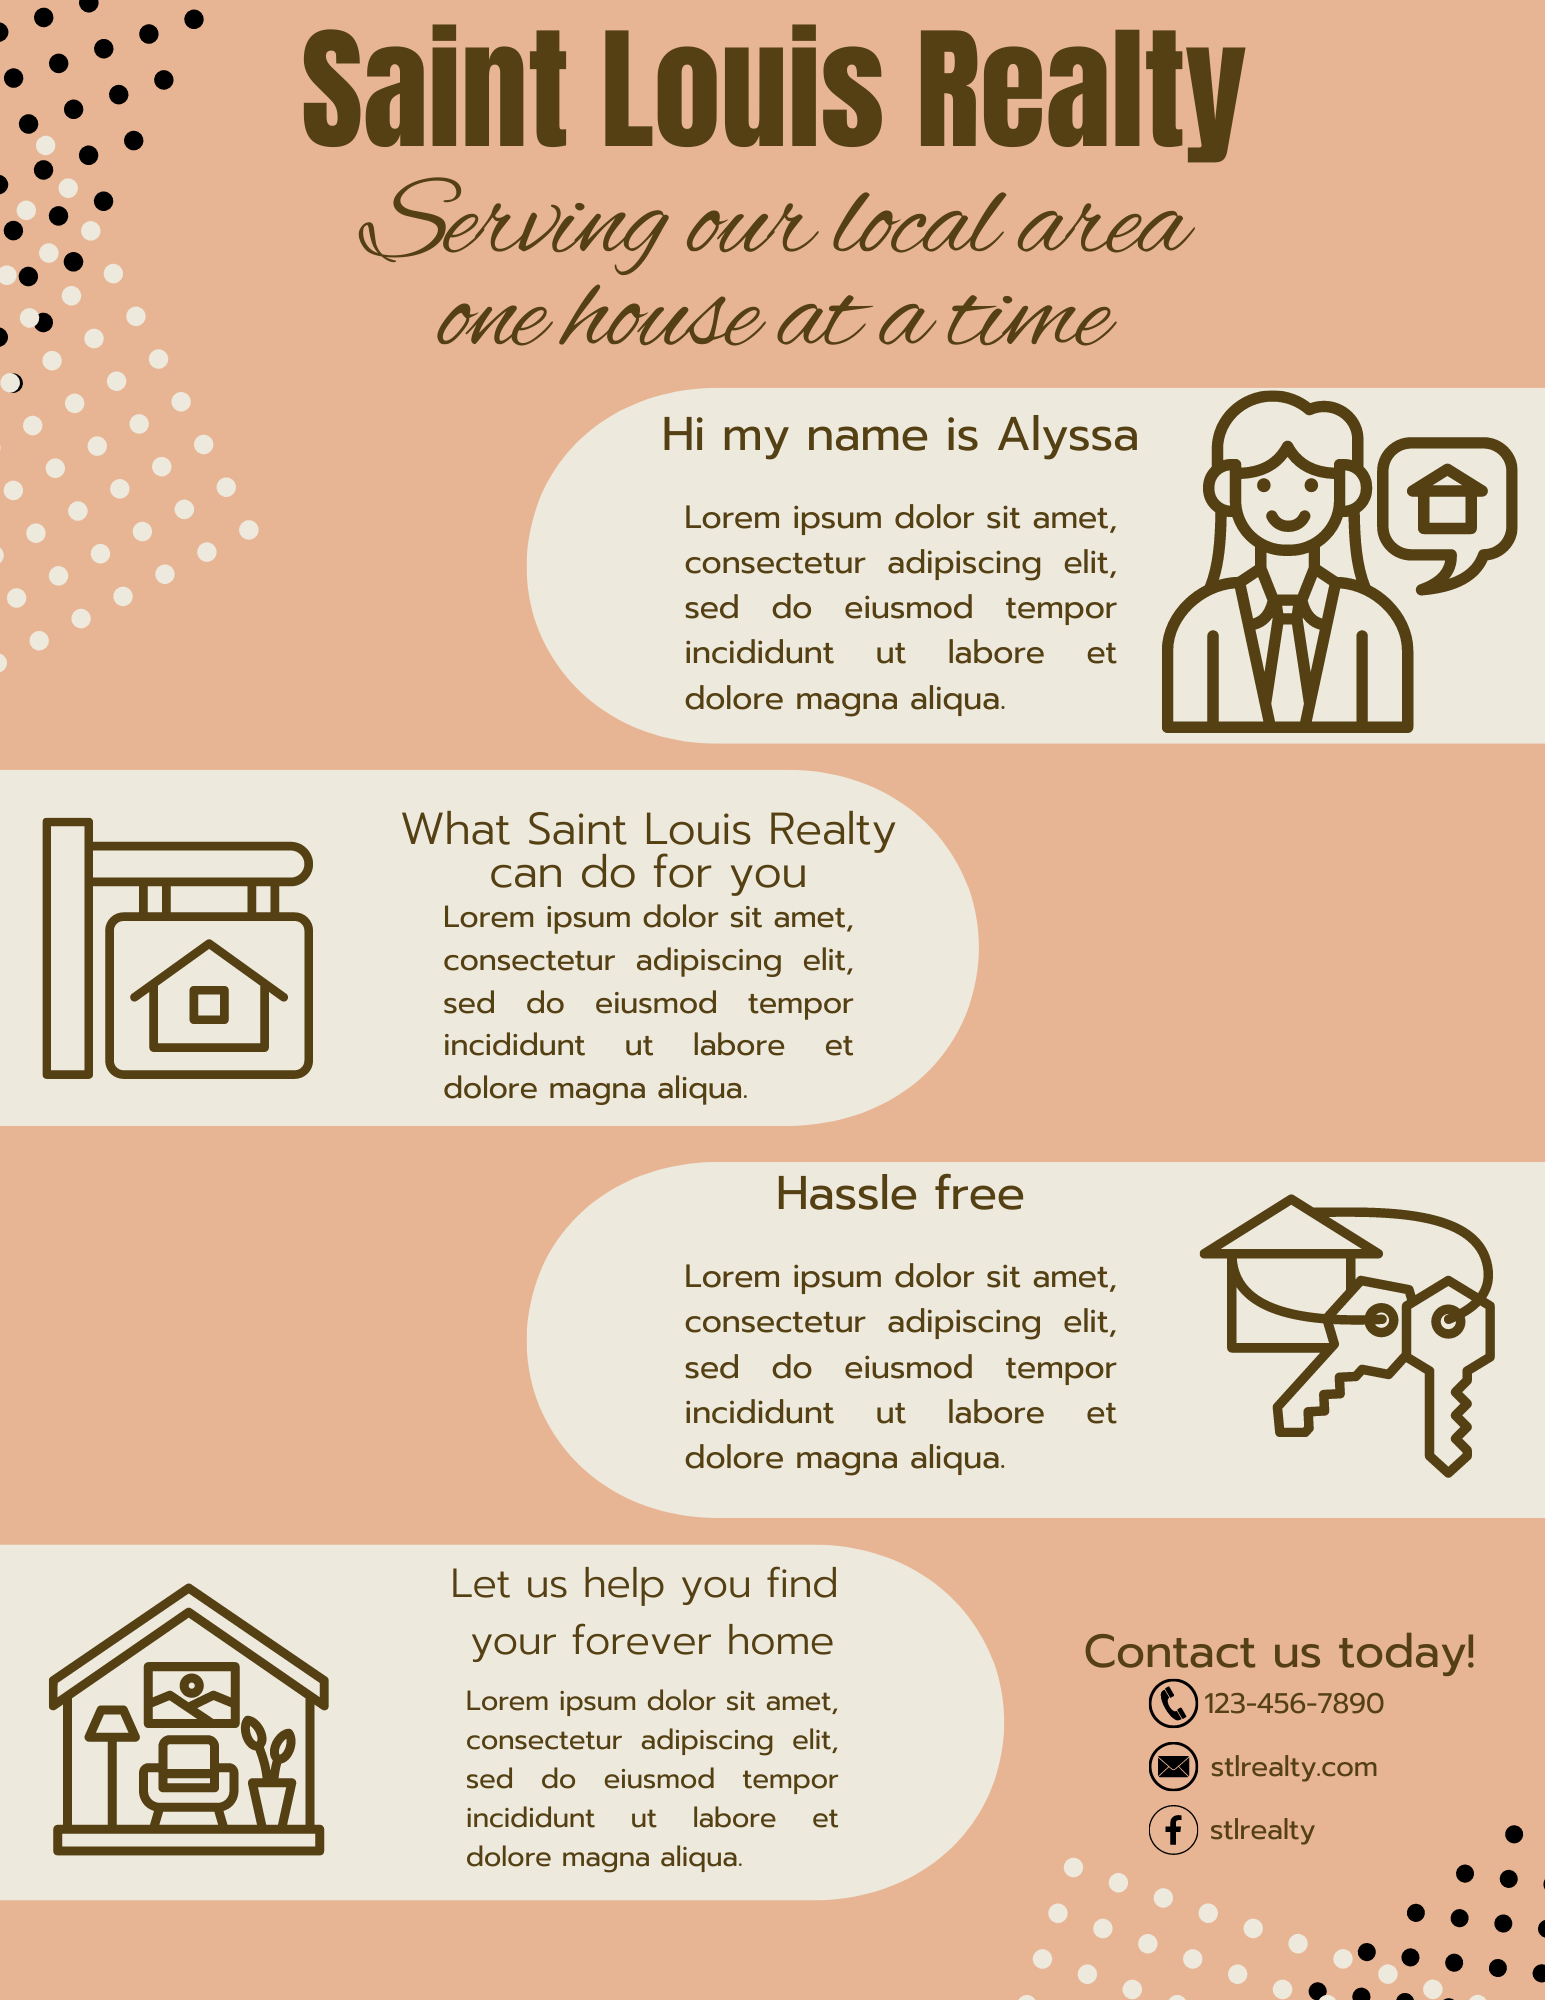 Saint Louis Realty
Serving our local area
one house at a time
Hi my name is Alyssa
Lorem ipsum dolor sit amet,
consectetur adipiscing elit,
sed do eiusmod tempor
incididunt ut labore et
dolore magna aliqua.
What Saint Louis Realty
can do for you
Lorem ipsum dolor sit amet,
consectetur adipiscing elit,
sed do eiusmod tempor
incididunt ut labore et
dolore magna aliqua.
Hassle free
Lorem ipsum dolor sit amet,
consectetur adipiscing elit,
sed do eiusmod tempor
incididunt ut labore et
dolore magna aliqua.
Let us help you find
your forever home
Lorem ipsum dolor sit amet,
consectetur adipiscing elit,
sed do eiusmod tempor
incididunt ut labore et
dolore magna aliqua.
Contact us today!
123-456-7890
stlrealty.com
stlrealty